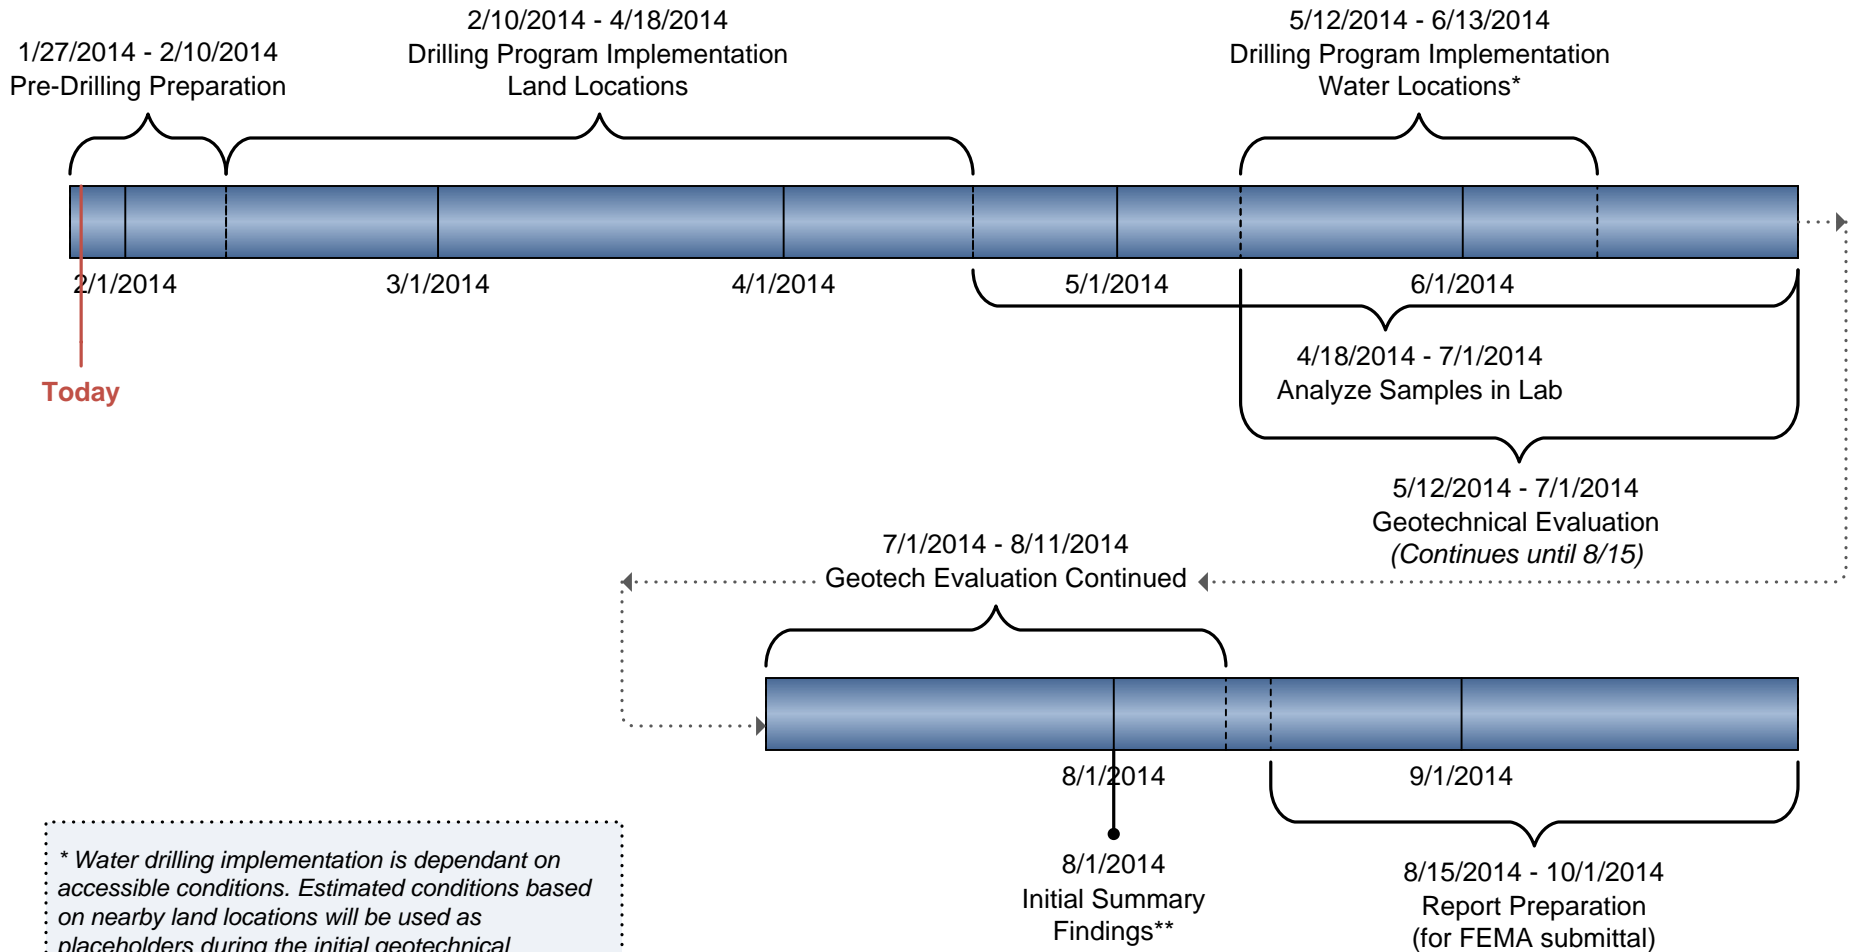 1/27/2014 - 2/10/2014
Pre-Drilling Preparation
2/10/2014 - 4/18/2014
Drilling Program Implementation
Land Locations
5/12/2014 - 6/13/2014
Drilling Program Implementation
Water Locations*
2/1/2014
3/1/2014
4/1/2014
5/1/2014
6/1/2014
Today
4/18/2014 - 7/1/2014
Analyze Samples in Lab
5/12/2014 - 7/1/2014
Geotechnical Evaluation
(Continues until 8/15)
7/1/2014 - 8/11/2014
Geotech Evaluation Continued
8/1/2014
9/1/2014
8/1/2014
Initial Summary
Findings**
8/15/2014 - 10/1/2014
Report Preparation
(for FEMA submittal)
* Water drilling implementation is dependant on
accessible conditions. Estimated conditions based
on nearby land locations will be used as
placeholders during the initial geotechnical